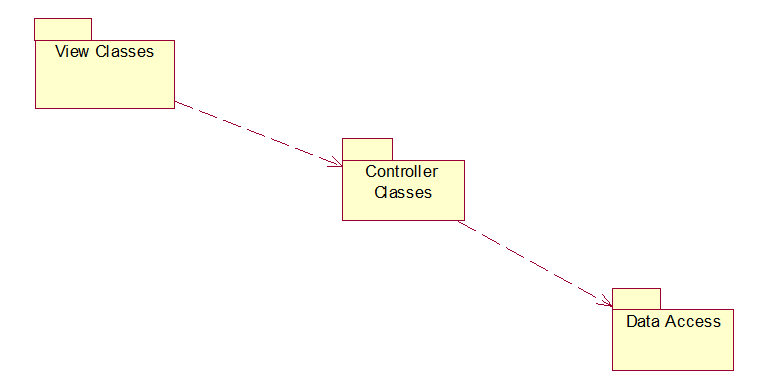 View Classes
Controller
Classes
Data Access